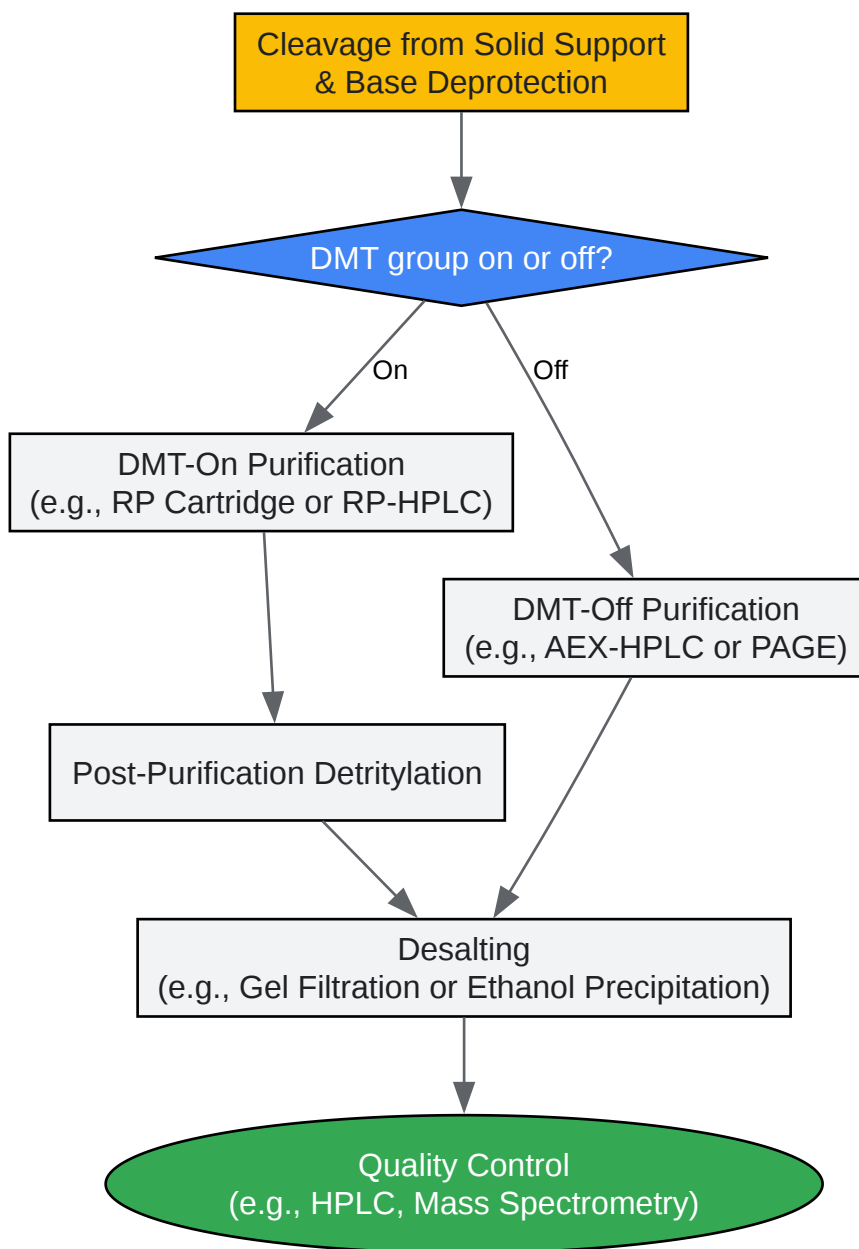 Cleavage from Solid Support
& Base Deprotection
DMT group on or off?
On
Off
DMT-On Purification
(e.g., RP Cartridge or RP-HPLC)
DMT-Off Purification
(e.g., AEX-HPLC or PAGE)
Post-Purification Detritylation
Desalting
(e.g., Gel Filtration or Ethanol Precipitation)
Quality Control
(e.g., HPLC, Mass Spectrometry)